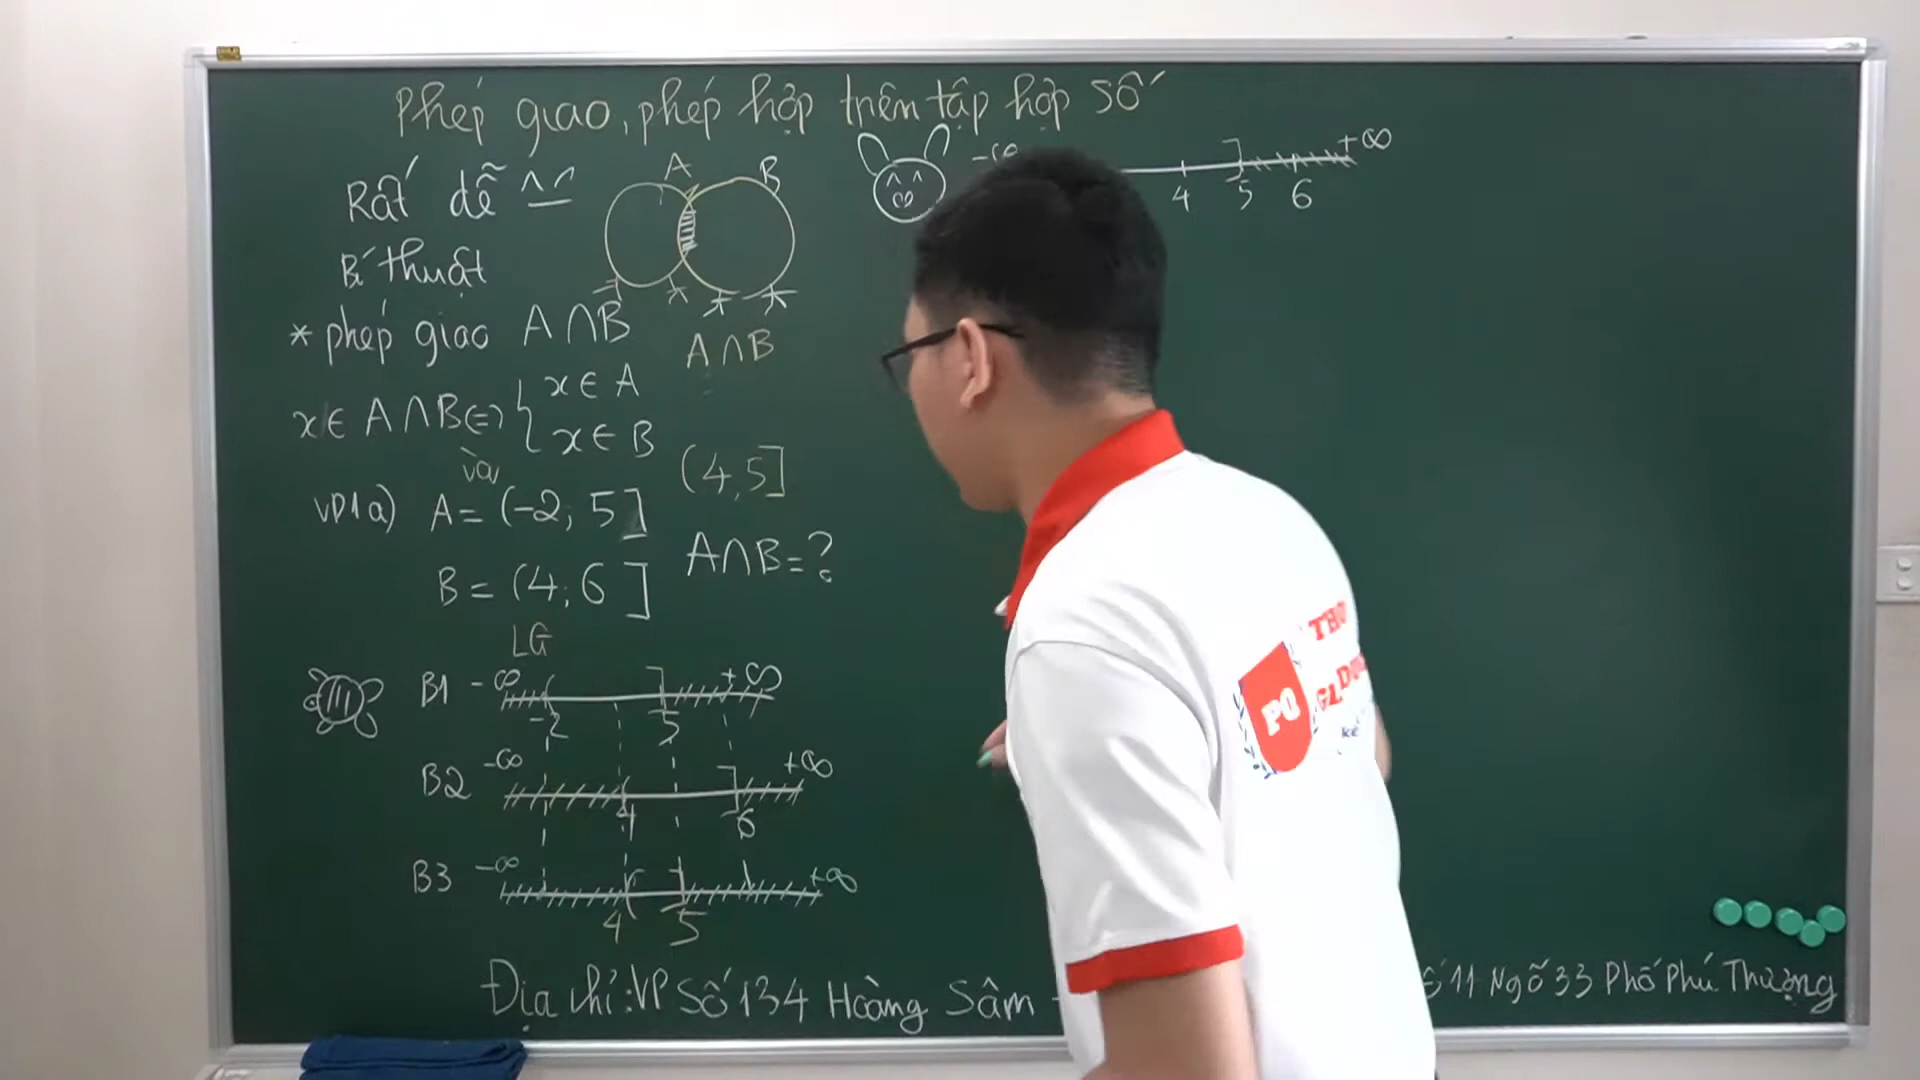 Phép giao, phép hợp trên tập hợp số
Rất dễ ^^
A B
Bí thuật
* phép giao A∩B
A∩B
x∈ A∩B⇔ { x∈A
x∈B
và
(4,5]
VD1 a) A= (-2; 5]
A∩B=?
B = (4; 6]
LG
B1 -∞ +∞
-2 5
B2 -∞ +∞
4 6
B3 -∞ +∞
4 5
+∞
4 5 6
Địa chỉ: VP Số 134 Hoàng Sâm -
11 Ngõ 33 Phố Phú Thượng
PQ